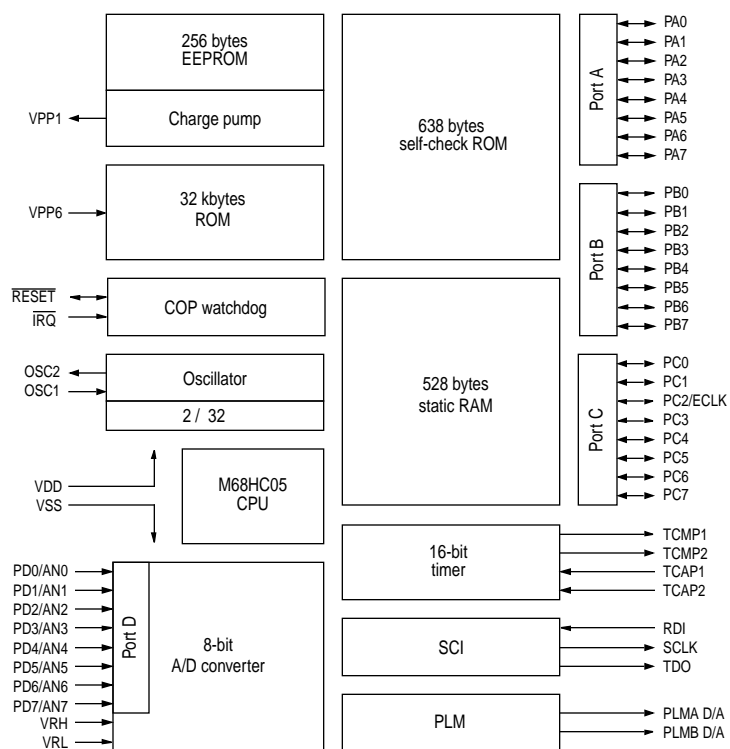 256 bytes
EEPROM
Charge pump
VPP1
32 kbytes
ROM
VPP6
COP watchdog
RESET
IRQ
Oscillator
2 / 32
OSC2
OSC1
M68HC05
CPU
VDD
VSS
PD0/AN0
PD1/AN1
PD2/AN2
PD3/AN3
PD4/AN4
PD5/AN5
PD6/AN6
PD7/AN7
VRH
VRL
Port D
8-bit
A/D converter
638 bytes
self-check ROM
528 bytes
static RAM
16-bit
timer
SCI
PLM
Port A
PA0
PA1
PA2
PA3
PA4
PA5
PA6
PA7
Port B
PB0
PB1
PB2
PB3
PB4
PB5
PB6
PB7
Port C
PC0
PC1
PC2/ECLK
PC3
PC4
PC5
PC6
PC7
TCMP1
TCMP2
TCAP1
TCAP2
RDI
SCLK
TDO
PLMA D/A
PLMB D/A